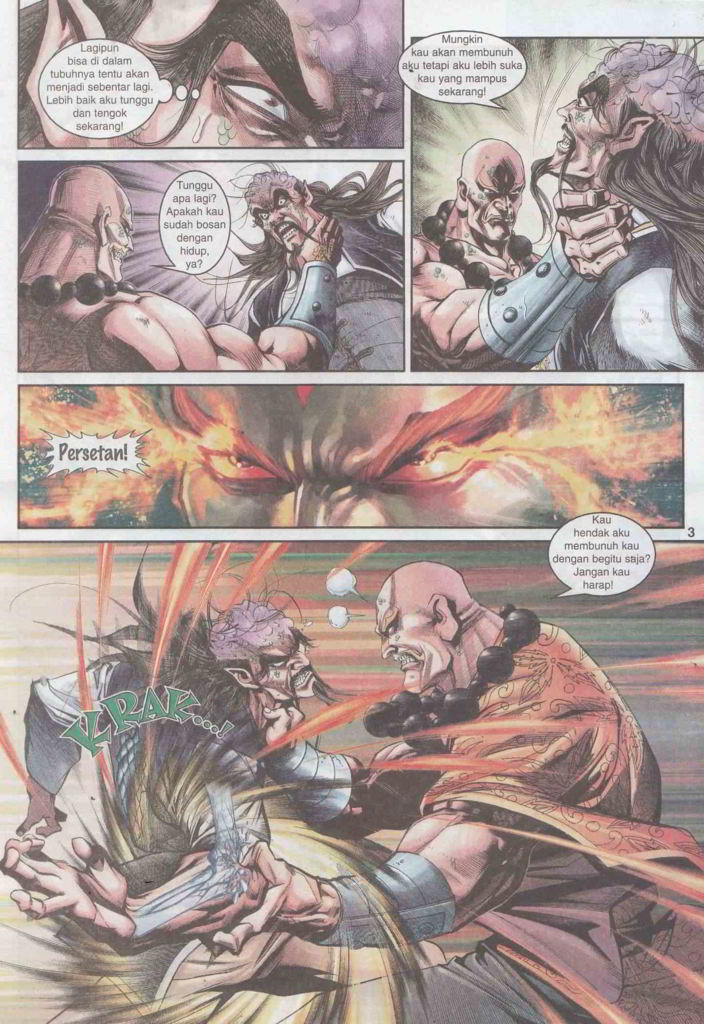 Lagipun
bisa di dalam
tubuhnya tentu akan
menjadi sebentar lagi.
Lebih baik aku tunggu
dan tengok
sekarang!
Mungkin
kau akan membunuh
aku tetapi aku lebih suka
kau yang mampus
sekarang!
Tunggu
apa lagi?
Apakah kau
sudah bosan
dengan
hidup,
ya?
Persetan!
3
Kau
hendak aku
membunuh kau
dengan begitu saja?
Jangan kau
harap!
KRAK...!